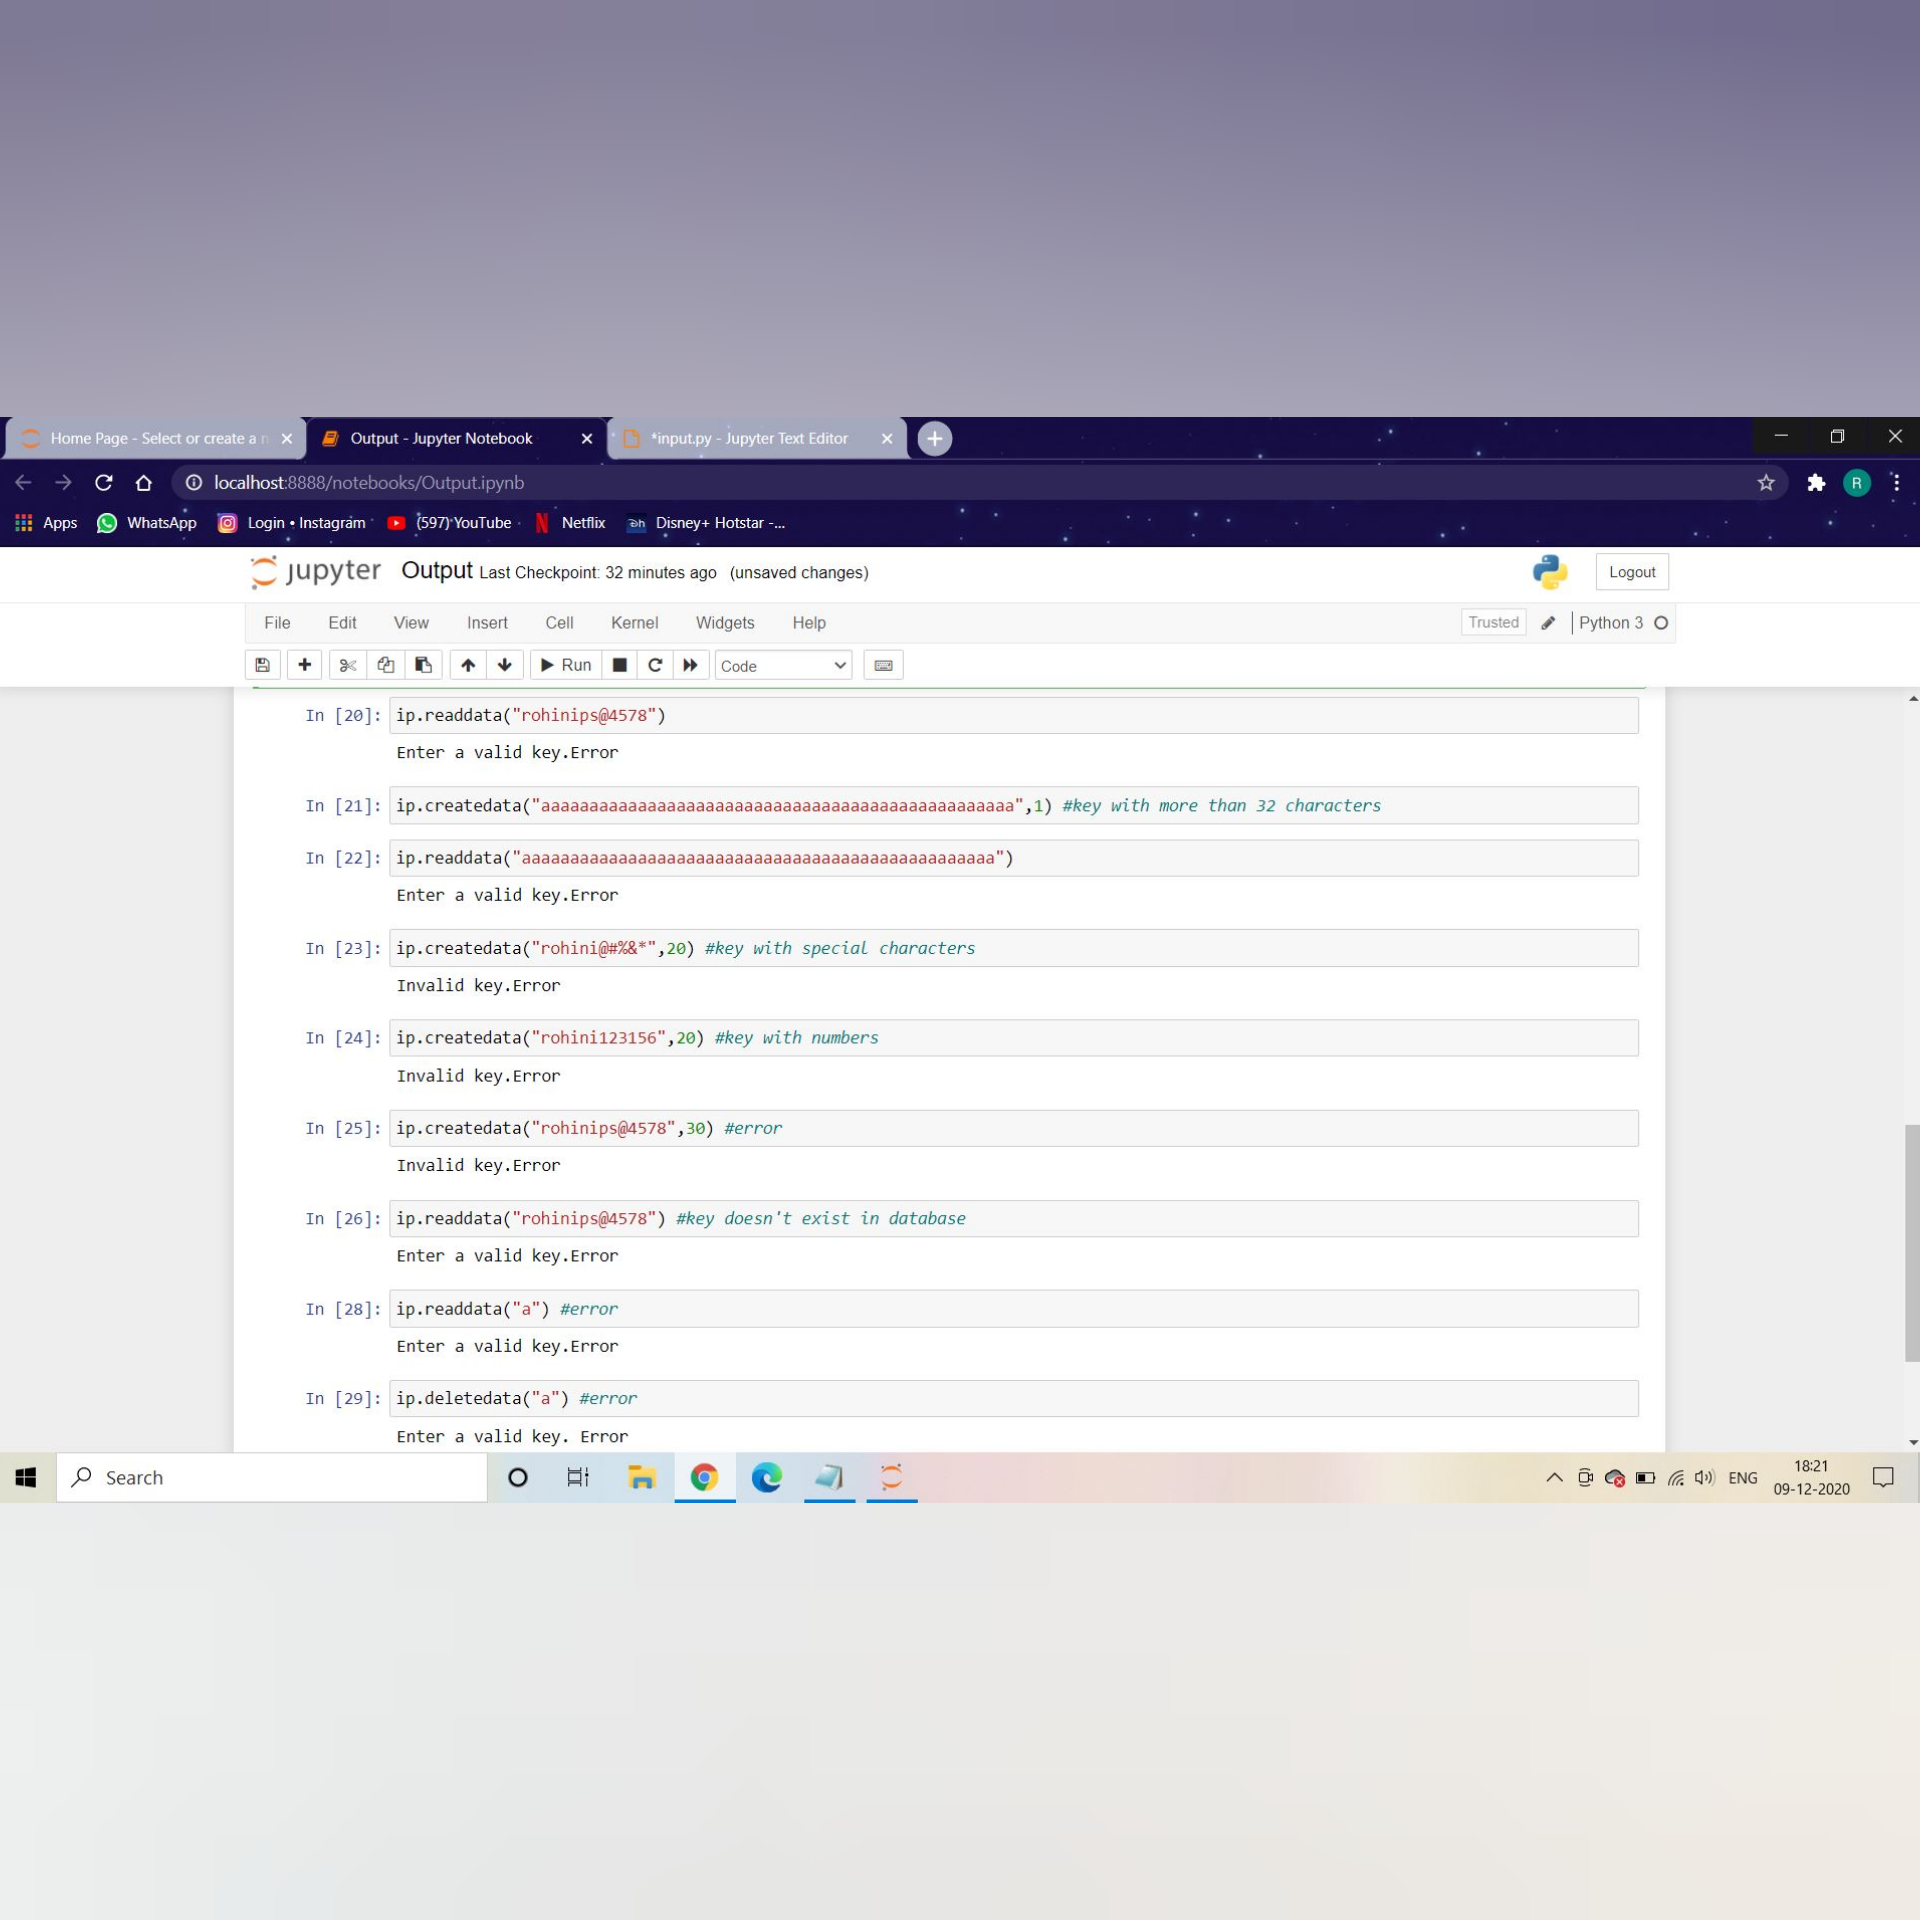 Home Page - Select or create a n
Output - Jupyter Notebook
*input.py - Jupyter Text Editor
localhost:8888/notebooks/Output.ipynb
R
Apps WhatsApp Login • Instagram (597) YouTube Netflix Disney+ Hotstar -...
jupyter Output Last Checkpoint: 32 minutes ago (unsaved changes)
Logout
File Edit View Insert Cell Kernel Widgets Help
Trusted Python 3
Run Code
In [20]: ip.readdata("rohinips@4578")
Enter a valid key.Error
In [21]: ip.createdata("aaaaaaaaaaaaaaaaaaaaaaaaaaaaaaaaaaaaaaaaaaaaaaaaa",1) #key with more than 32 characters
In [22]: ip.readdata("aaaaaaaaaaaaaaaaaaaaaaaaaaaaaaaaaaaaaaaaaaaaaaaaa")
Enter a valid key.Error
In [23]: ip.createdata("rohini@#%&*",20) #key with special characters
Invalid key.Error
In [24]: ip.createdata("rohini123156",20) #key with numbers
Invalid key.Error
In [25]: ip.createdata("rohinips@4578",30) #error
Invalid key.Error
In [26]: ip.readdata("rohinips@4578") #key doesn't exist in database
Enter a valid key.Error
In [28]: ip.readdata("a") #error
Enter a valid key.Error
In [29]: ip.deletedata("a") #error
Enter a valid key. Error
Search
ENG
18:21
09-12-2020